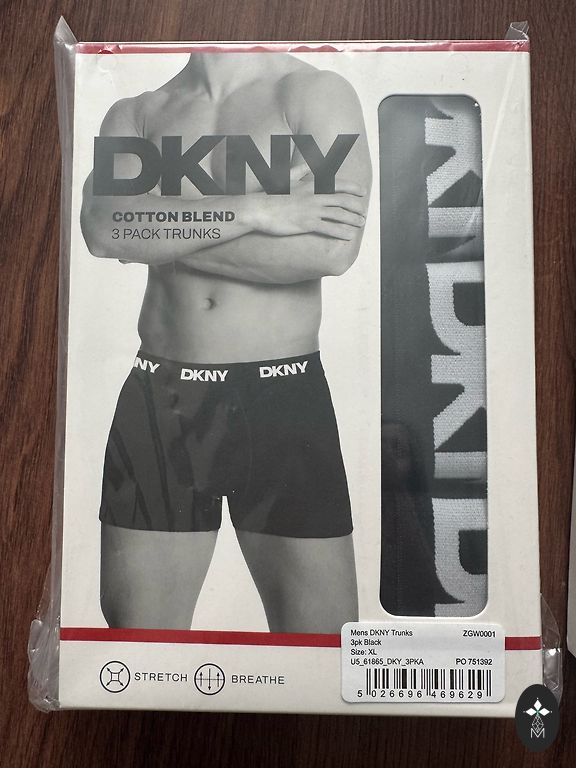 DKNY
COTTON BLEND
3 PACK TRUNKS
NY DKNY DKNY
Mens DKNY Trunks ZGW0001
3pk Black
Size: XL
U5_61865_DKY_3PKA PO 751392
5 026696 469629
STRETCH BREATHE